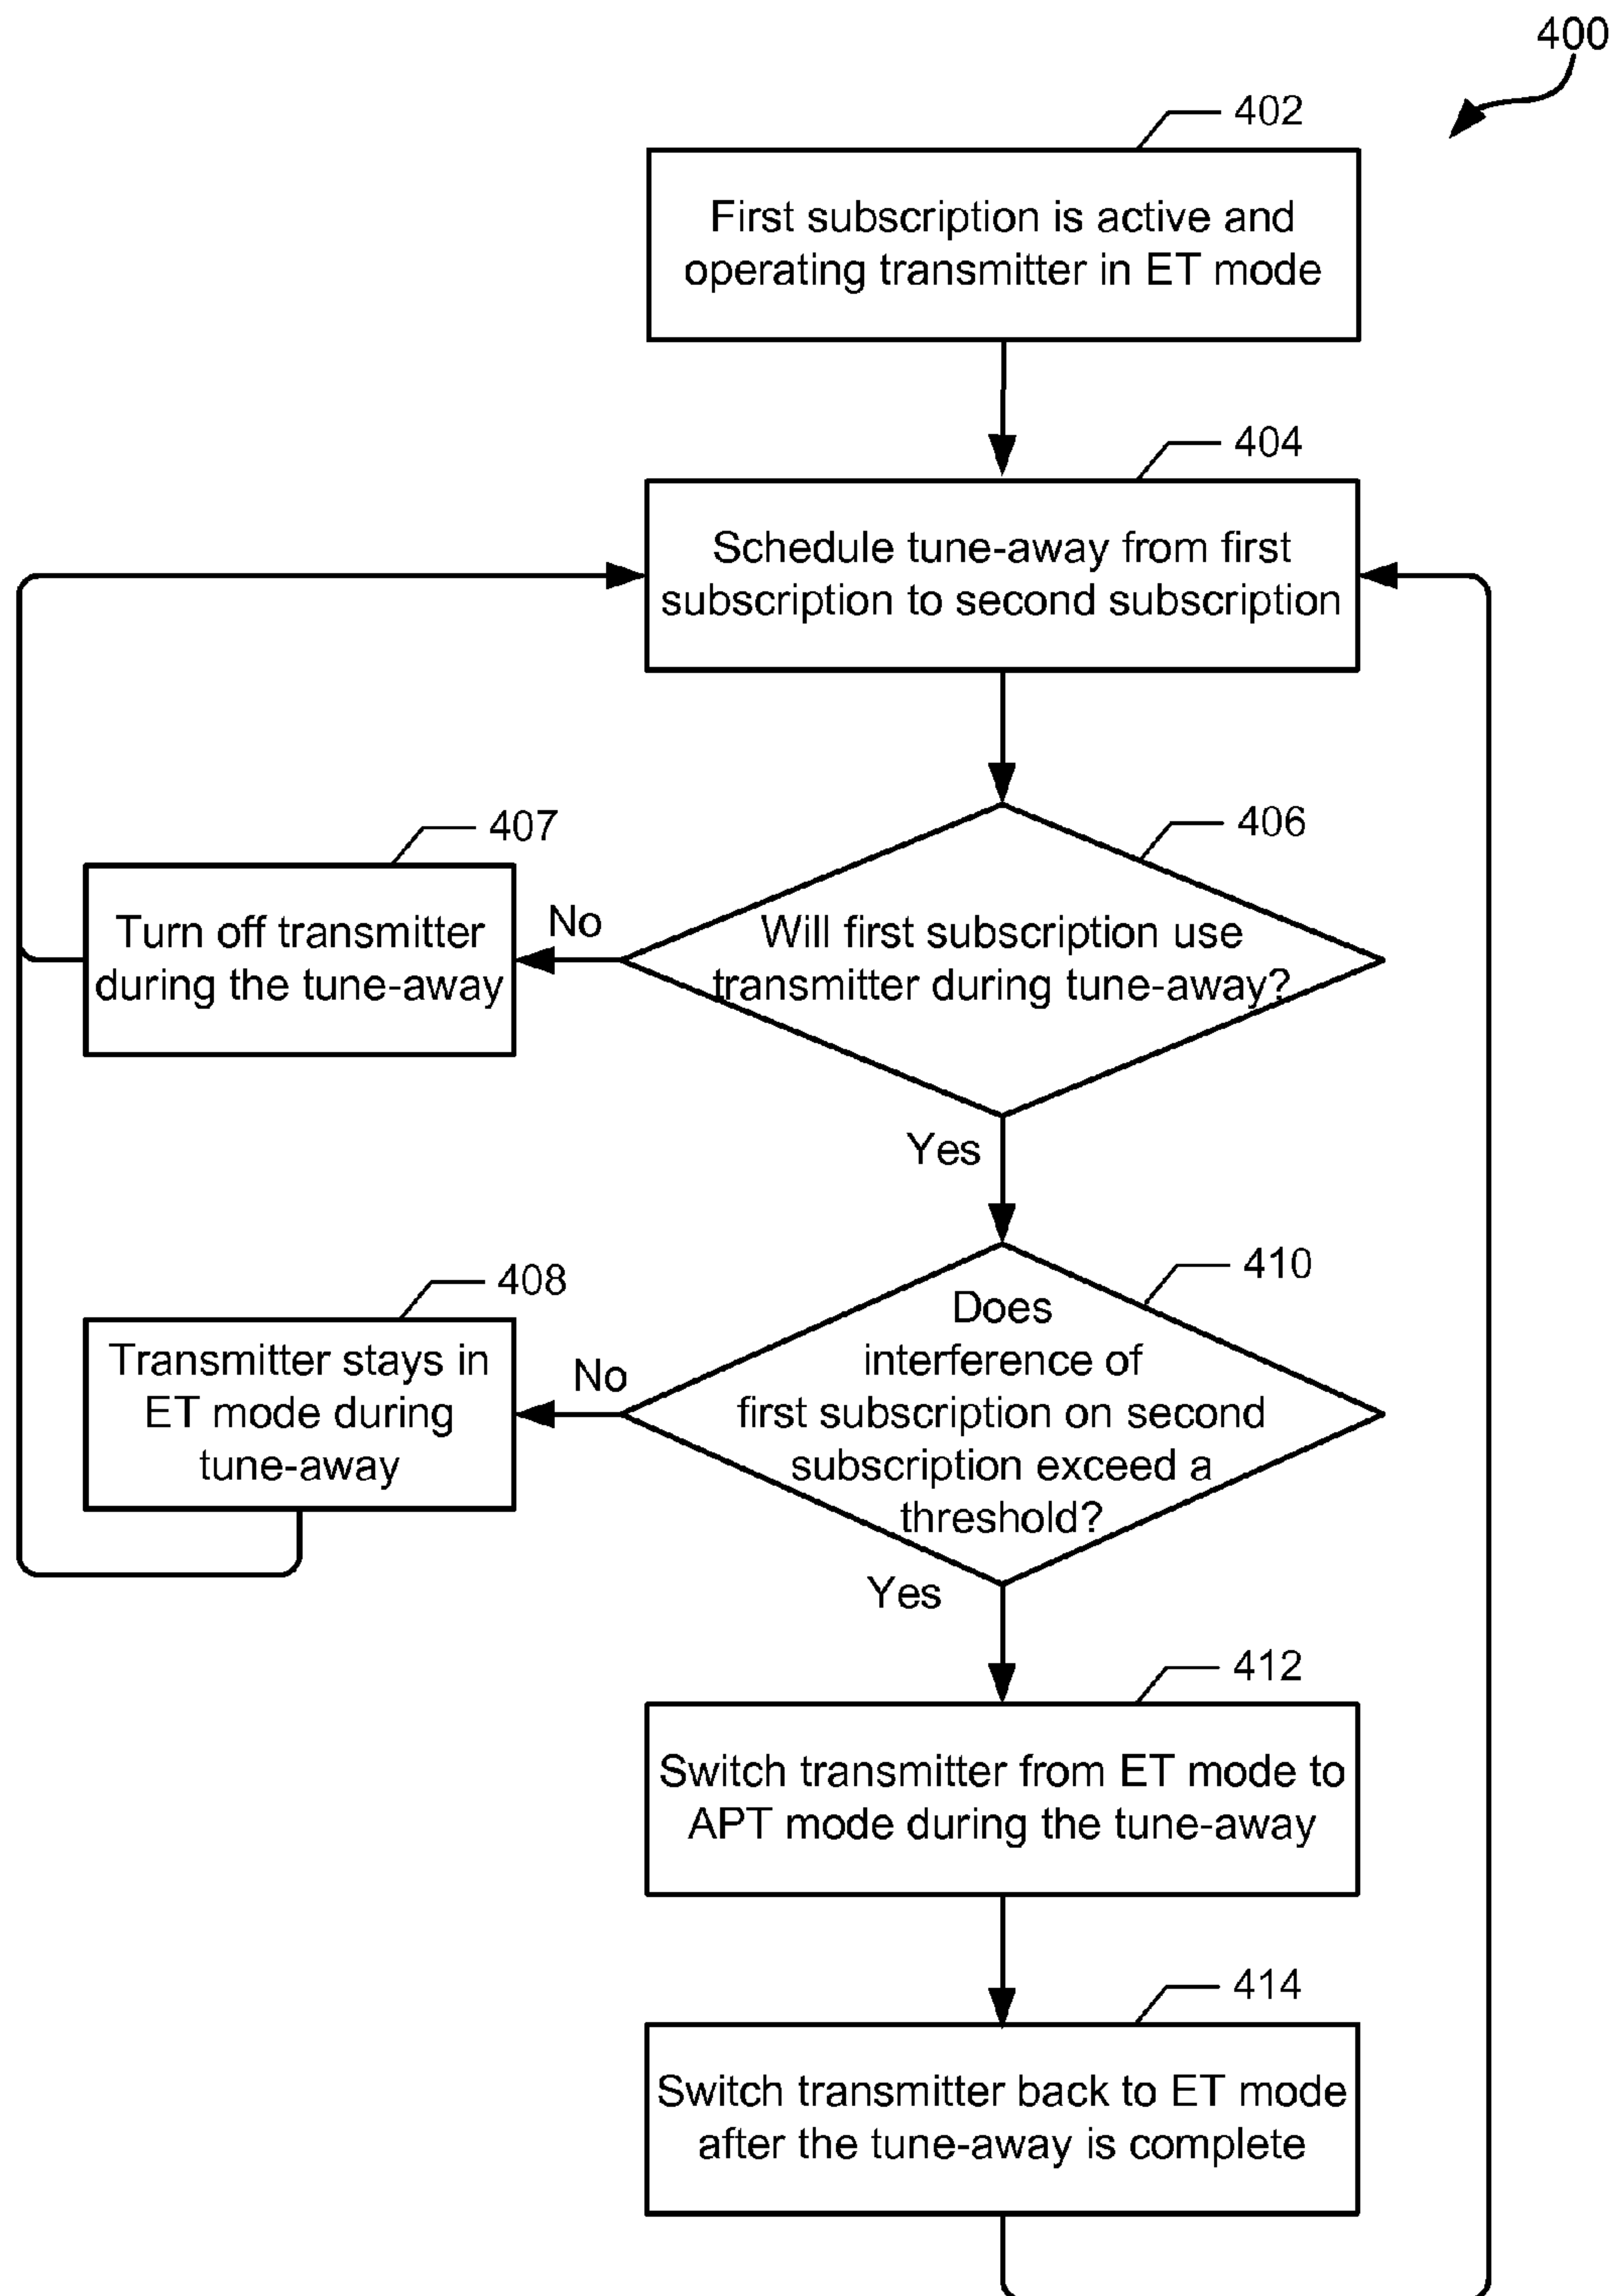 400
402
First subscription is active and
operating transmitter in ET mode
404
Schedule tune-away from first
subscription to second subscription
406
Will first subscription use
transmitter during tune-away?
No
407
Turn off transmitter
during the tune-away
Yes
410
Does
interference of
first subscription on second
subscription exceed a
threshold?
No
408
Transmitter stays in
ET mode during
tune-away
Yes
412
Switch transmitter from ET mode to
APT mode during the tune-away
414
Switch transmitter back to ET mode
after the tune-away is complete